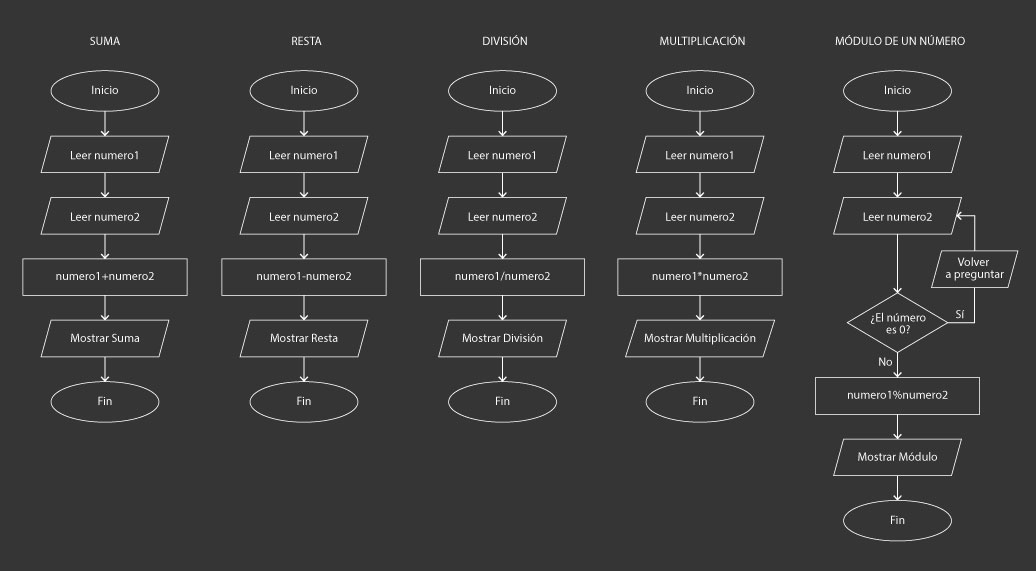 SUMA
Inicio
Leer numero1
Leer numero2
numero1+numero2
Mostrar Suma
Fin
RESTA
Inicio
Leer numero1
Leer numero2
numero1-numero2
Mostrar Resta
Fin
DIVISIÓN
Inicio
Leer numero1
Leer numero2
numero1/numero2
Mostrar División
Fin
MULTIPLICACIÓN
Inicio
Leer numero1
Leer numero2
numero1*numero2
Mostrar Multiplicación
Fin
MÓDULO DE UN NÚMERO
Inicio
Leer numero1
Leer numero2
Volver
a preguntar
¿El número
es 0?
Sí
No
numero1%numero2
Mostrar Módulo
Fin